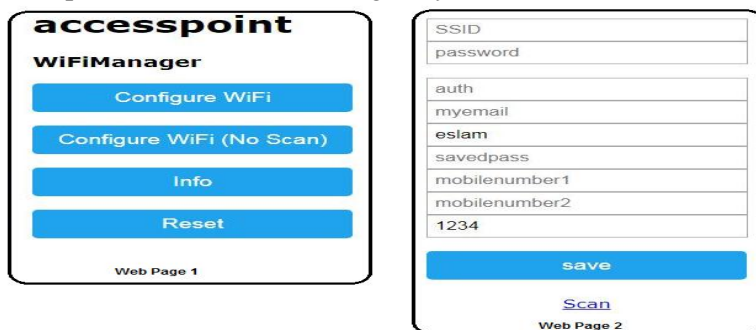 accesspoint
WiFiManager
Configure WiFi
Configure WiFi (No Scan)
Info
Reset
Web Page 1
SSID
password
auth
myemail
eslam
savedpass
mobilenumber1
mobilenumber2
1234
save
Scan
Web Page 2